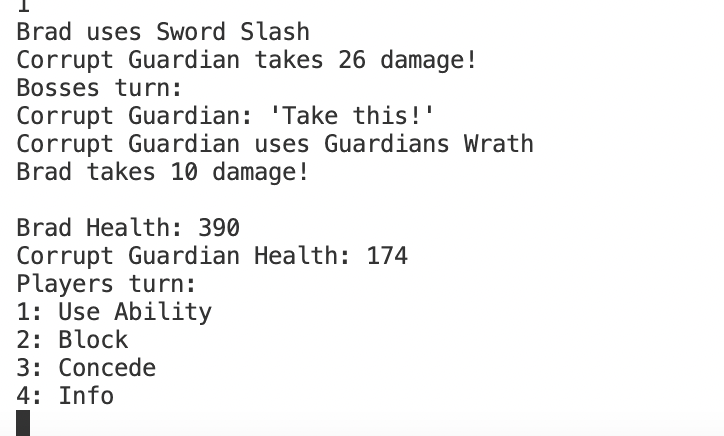 1
Brad uses Sword Slash
Corrupt Guardian takes 26 damage!
Bosses turn:
Corrupt Guardian: 'Take this!'
Corrupt Guardian uses Guardians Wrath
Brad takes 10 damage!
Brad Health: 390
Corrupt Guardian Health: 174
Players turn:
1: Use Ability
2: Block
3: Concede
4: Info